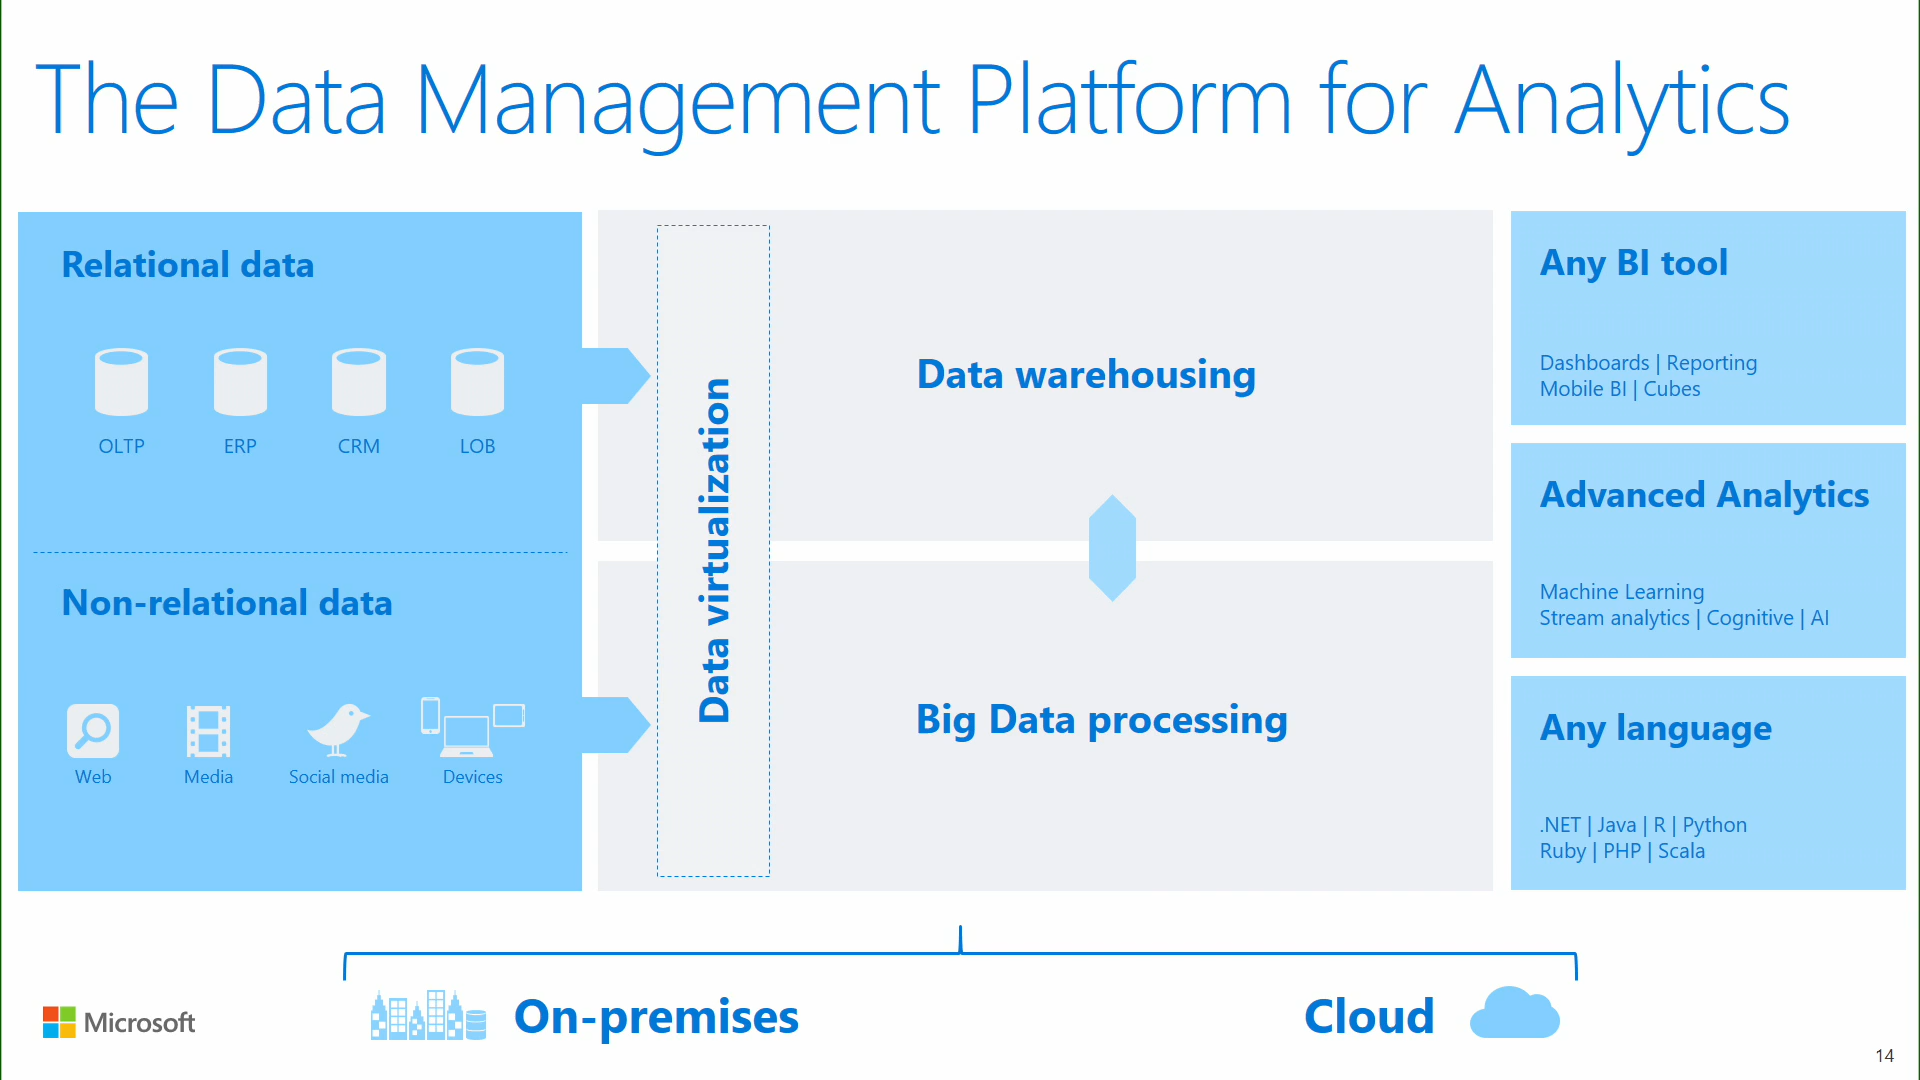 The Data Management Platform for Analytics
Relational data
OLTP
ERP
CRM
LOB
Non-relational data
Web
Media
Social media
Devices
Data virtualization
Data warehousing
Big Data processing
Any BI tool
Dashboards | Reporting
Mobile BI | Cubes
Advanced Analytics
Machine Learning
Stream analytics | Cognitive | AI
Any language
.NET | Java | R | Python
Ruby | PHP | Scala
On-premises
Cloud
Microsoft
14